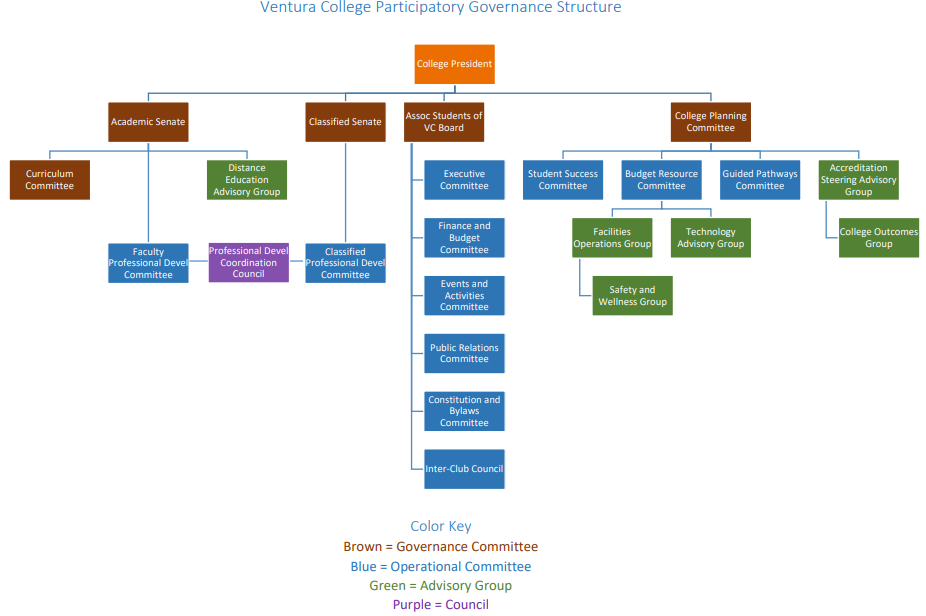 Ventura College Participatory Governance Structure
College President
Academic Senate
Classified Senate
Assoc Students of
VC Board
College Planning
Committee
Curriculum
Committee
Distance
Education
Advisory Group
Executive
Committee
Student Success
Committee
Budget Resource
Committee
Guided Pathways
Committee
Accreditation
Steering Advisory
Group
Faculty
Professional Devel
Committee
Professional Devel
Coordination
Council
Classified
Professional Devel
Committee
Finance and
Budget
Committee
Facilities
Operations Group
Technology
Advisory Group
College Outcomes
Group
Events and
Activities
Committee
Safety and
Wellness Group
Public Relations
Committee
Constitution and
Bylaws
Committee
Inter-Club Council
Color Key
Brown = Governance Committee
Blue = Operational Committee
Green = Advisory Group
Purple = Council